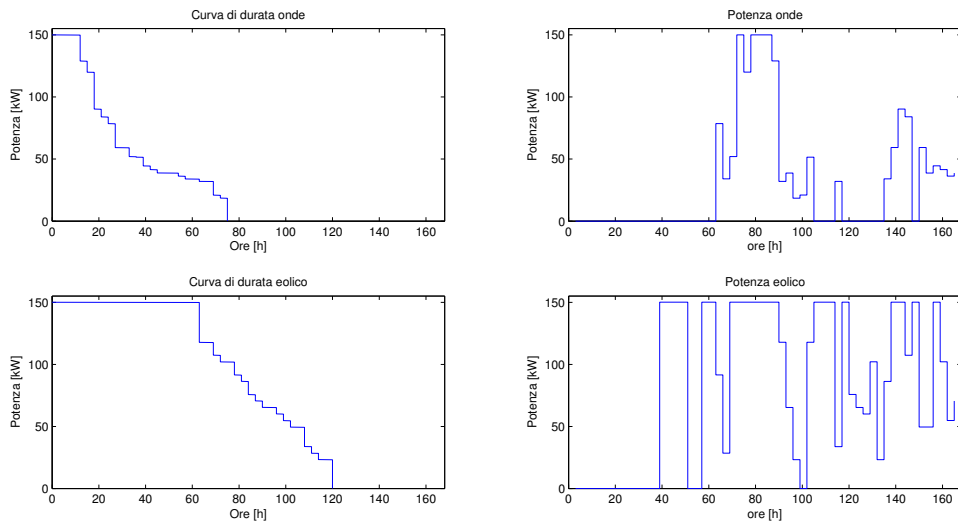 Curva di durata onde
Potenza [kW]
150
100
50
0
0 20 40 60 80 100 120 140 160
Ore [h]
Potenza onde
Potenza [kW]
150
100
50
0
0 20 40 60 80 100 120 140 160
ore [h]
Curva di durata eolico
Potenza [kW]
150
100
50
0
0 20 40 60 80 100 120 140 160
Ore [h]
Potenza eolico
Potenza [kW]
150
100
50
0
0 20 40 60 80 100 120 140 160
ore [h]